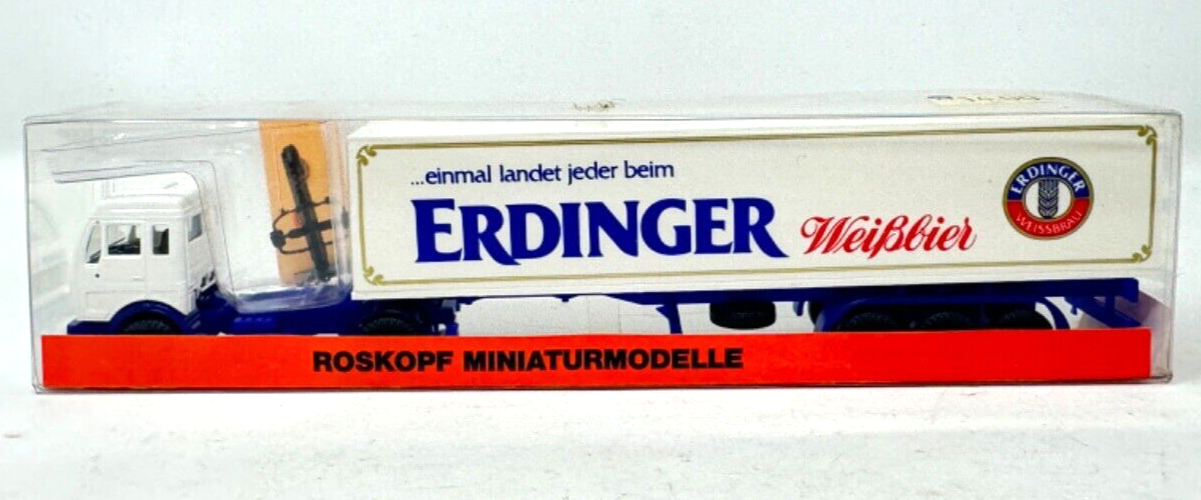 ...einmal landet jeder beim
ERDINGER Weißbier
ERDINGER
WEISSBRÄU
ROSKOPF MINIATURMODELLE